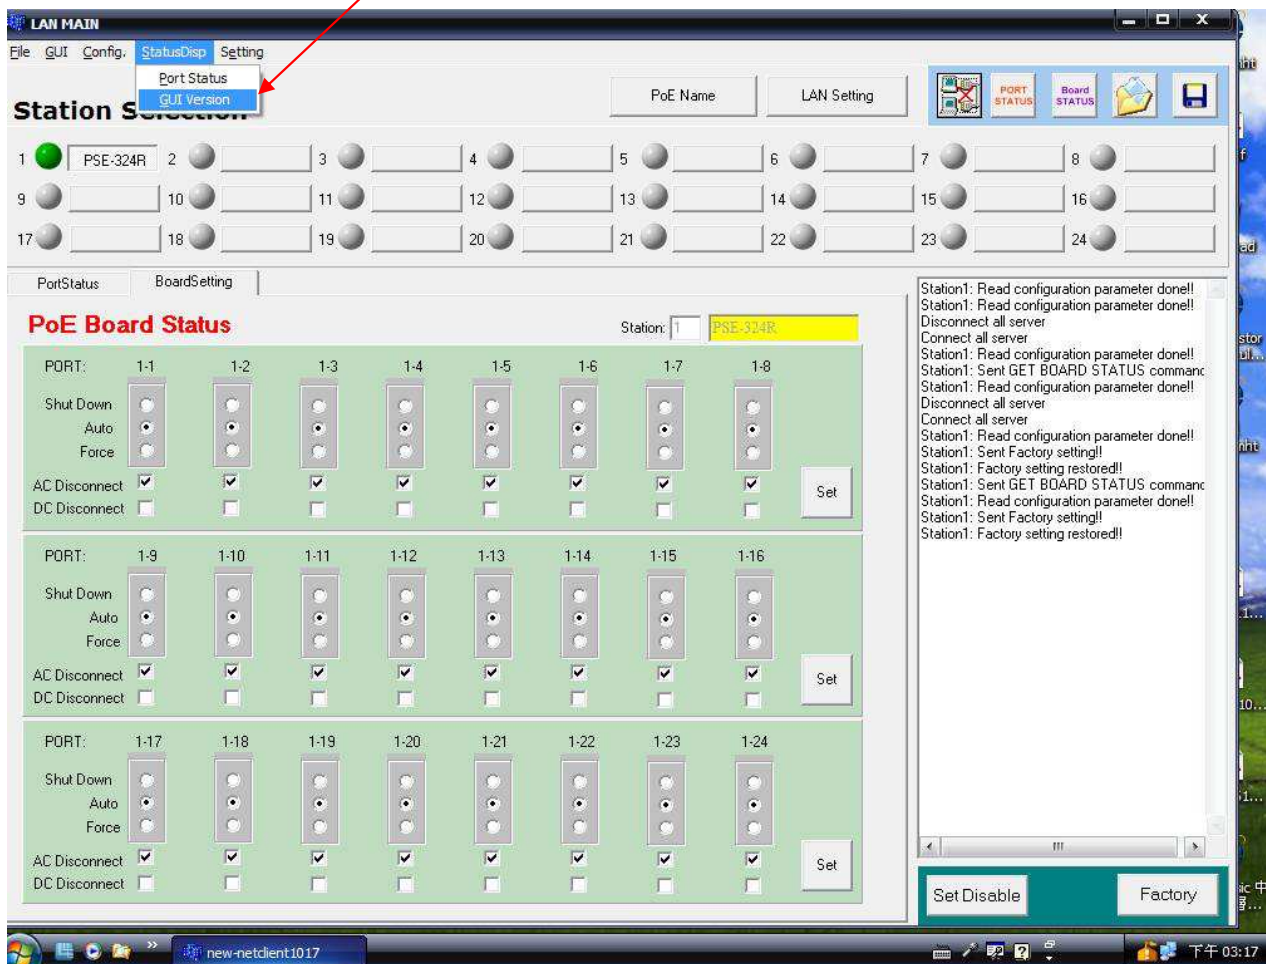 LAN MAIN
File GUI Config. StatusDisp Setting
Port Status
GUI Version
Station Selection
PoE Name
LAN Setting
PORT STATUS
Board STATUS
1 PSE-324R 2 3 4 5 6 7 8
9 10 11 12 13 14 15 16
17 18 19 20 21 22 23 24
PortStatus BoardSetting
PoE Board Status
Station: 1 PSE-324R
PORT: 1-1 1-2 1-3 1-4 1-5 1-6 1-7 1-8
Shut Down
Auto
Force
AC Disconnect
DC Disconnect
Set
PORT: 1-9 1-10 1-11 1-12 1-13 1-14 1-15 1-16
Shut Down
Auto
Force
AC Disconnect
DC Disconnect
Set
PORT: 1-17 1-18 1-19 1-20 1-21 1-22 1-23 1-24
Shut Down
Auto
Force
AC Disconnect
DC Disconnect
Set
Station1: Read configuration parameter done!!
Station1: Read configuration parameter done!!
Disconnect all server
Connect all server
Station1: Read configuration parameter done!!
Station1: Sent GET BOARD STATUS command
Station1: Read configuration parameter done!!
Disconnect all server
Connect all server
Station1: Read configuration parameter done!!
Station1: Sent Factory setting!!
Station1: Factory setting restored!!
Station1: Sent GET BOARD STATUS command
Station1: Read configuration parameter done!!
Station1: Sent Factory setting!!
Station1: Factory setting restored!!
Set Disable
Factory
new-netclient1017
下午 03:17